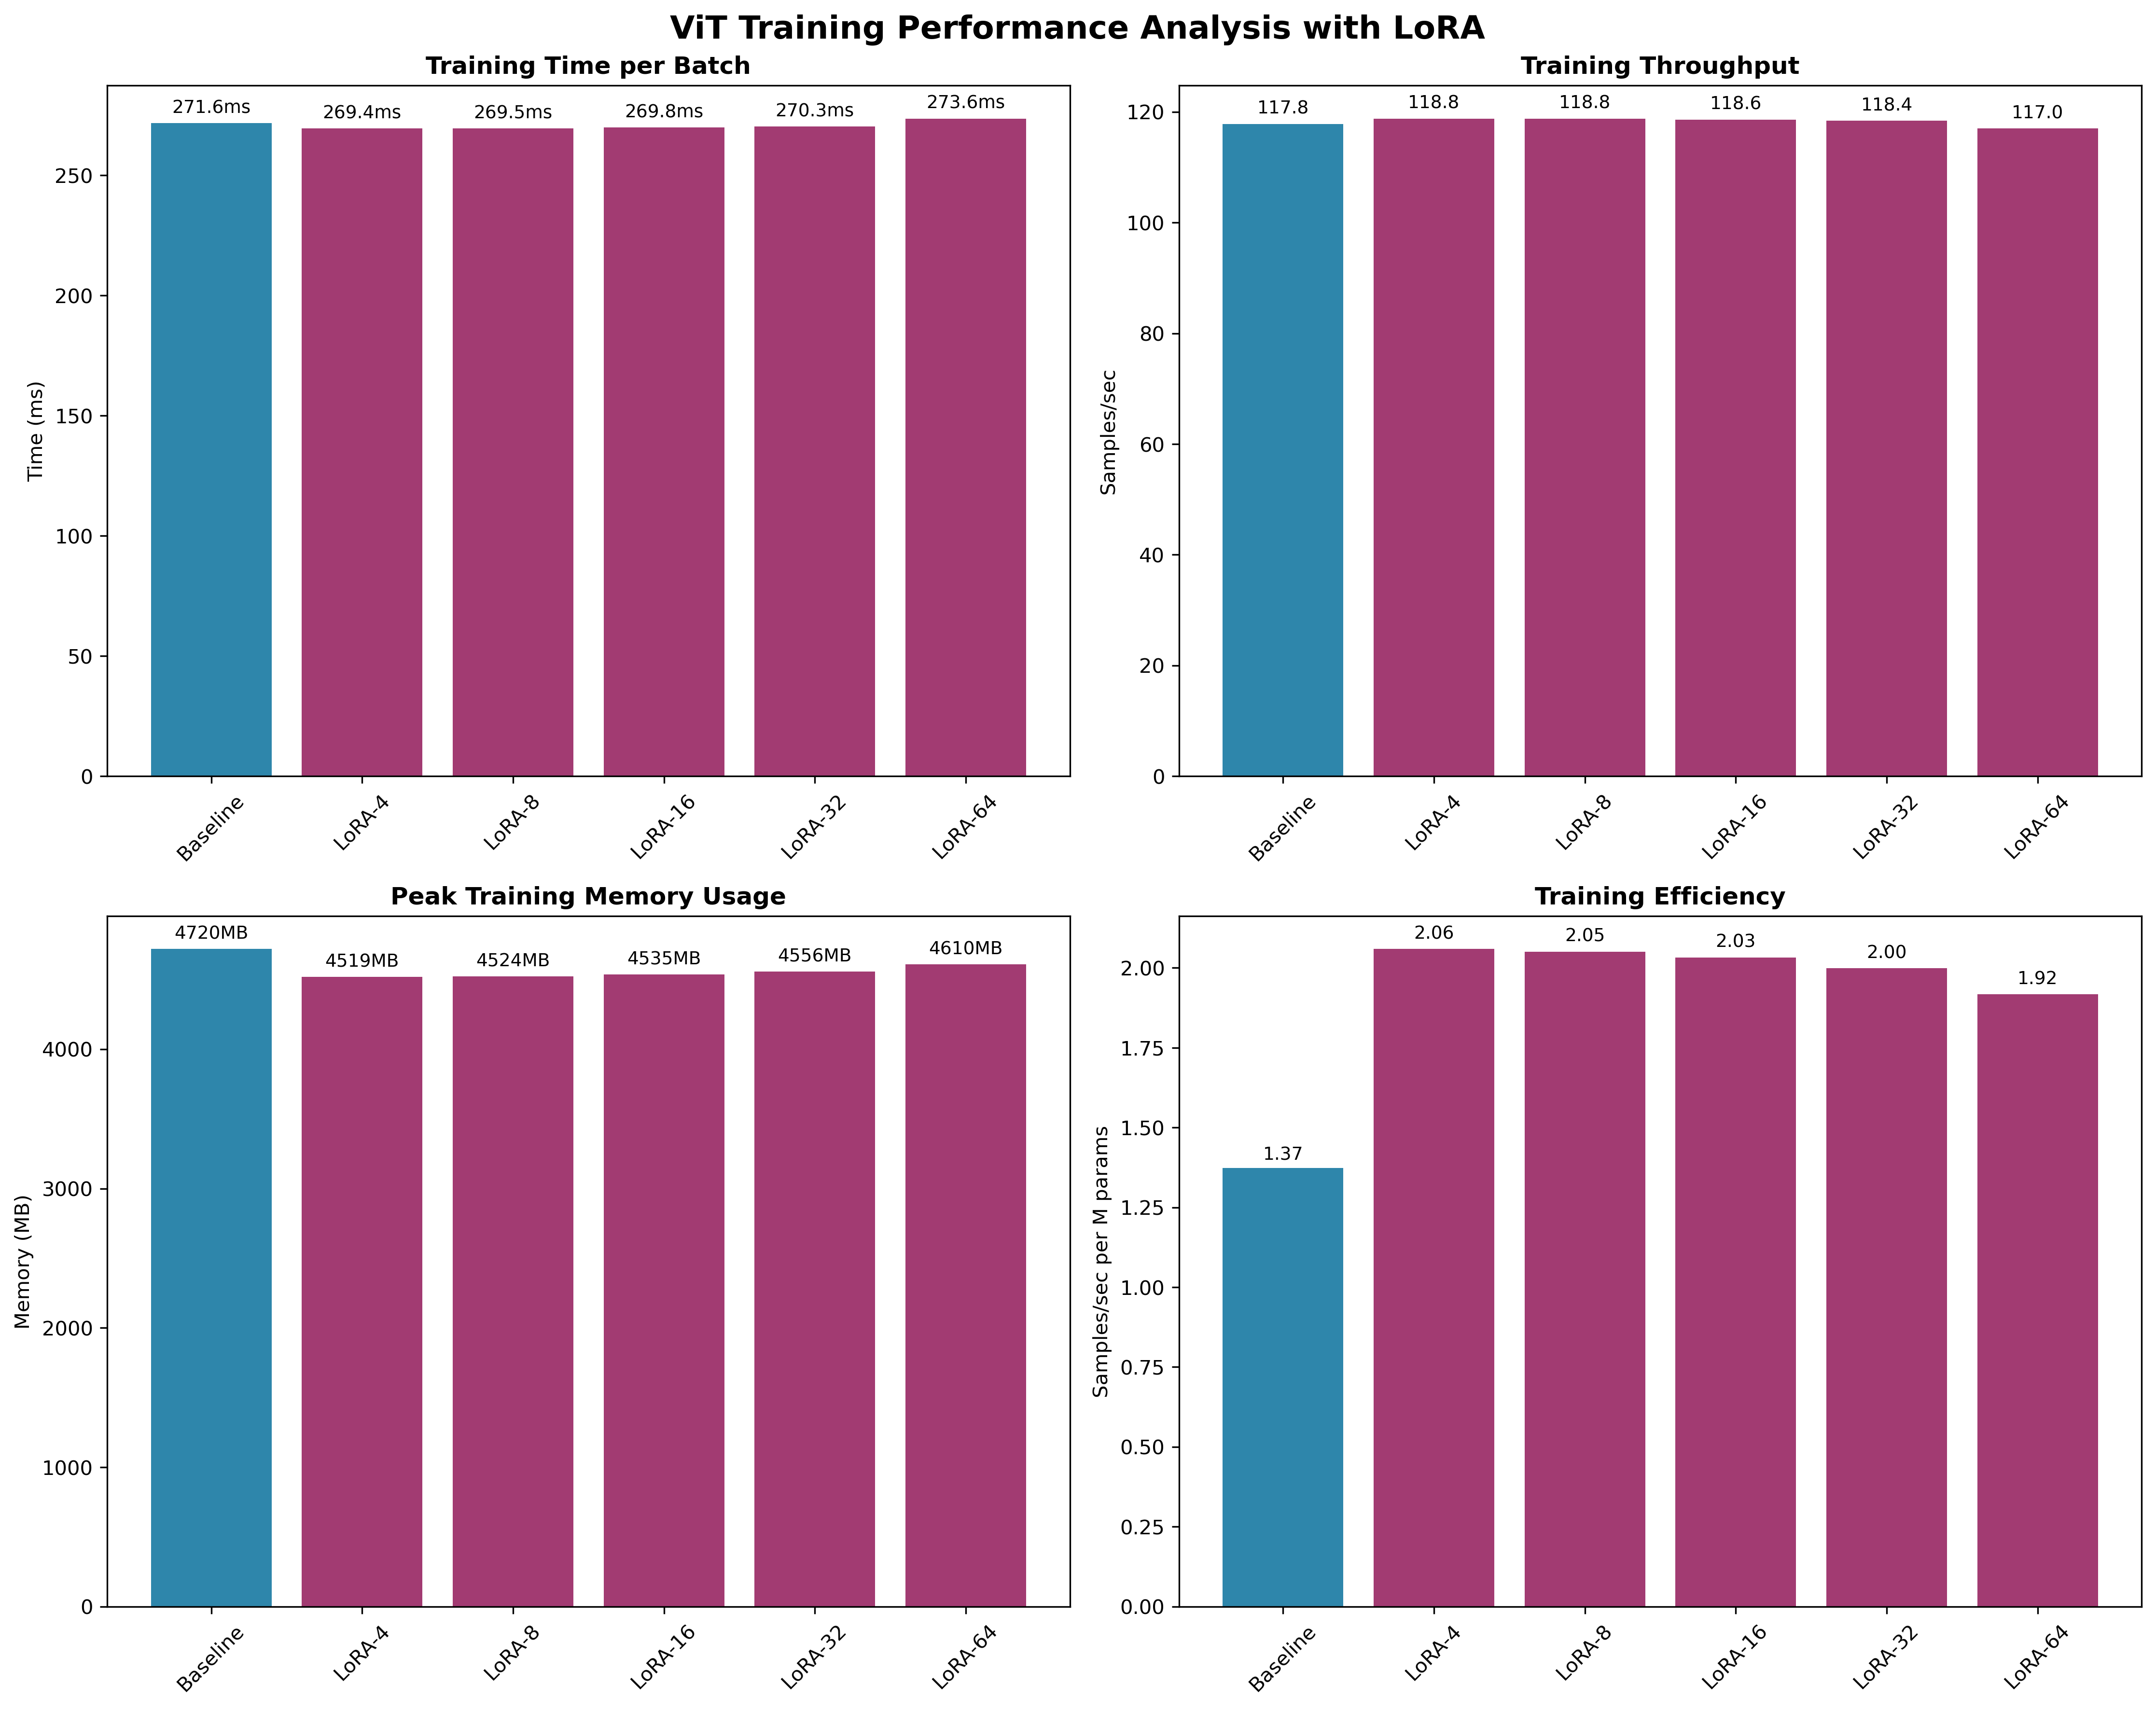 ViT Training Performance Analysis with LoRA
Training Time per Batch
271.6ms
269.4ms
269.5ms
269.8ms
270.3ms
273.6ms
250
200
150
100
50
0
Time (ms)
Baseline
LoRA-4
LoRA-8
LoRA-16
LoRA-32
LoRA-64
Training Throughput
117.8
118.8
118.8
118.6
118.4
117.0
120
100
80
60
40
20
0
Samples/sec
Baseline
LoRA-4
LoRA-8
LoRA-16
LoRA-32
LoRA-64
Peak Training Memory Usage
4720MB
4519MB
4524MB
4535MB
4556MB
4610MB
4000
3000
2000
1000
0
Memory (MB)
Baseline
LoRA-4
LoRA-8
LoRA-16
LoRA-32
LoRA-64
Training Efficiency
1.37
2.06
2.05
2.03
2.00
1.92
2.00
1.75
1.50
1.25
1.00
0.75
0.50
0.25
0.00
Samples/sec per M params
Baseline
LoRA-4
LoRA-8
LoRA-16
LoRA-32
LoRA-64